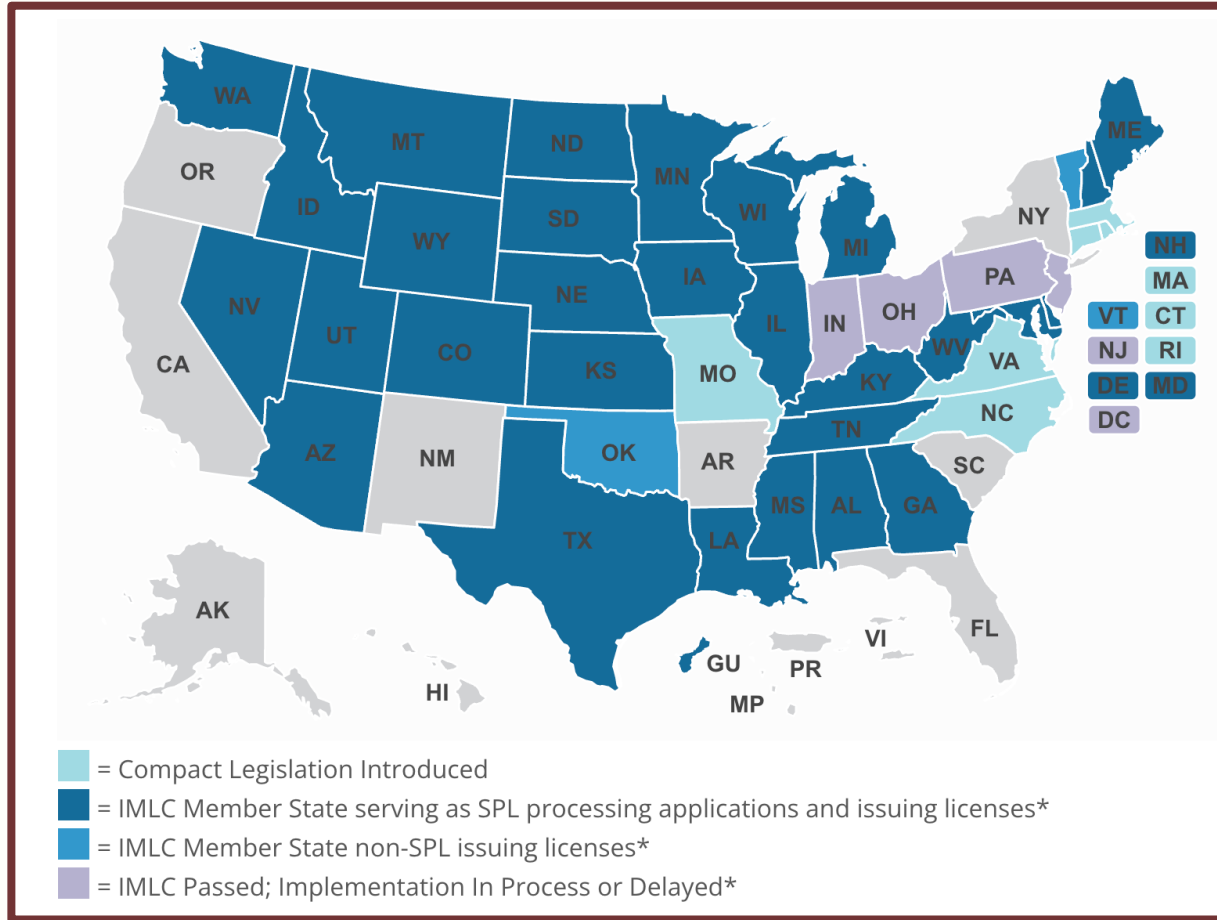 WA
MT
ND
MN
ME
OR
ID
SD
WI
NY
WY
MI
NH
IA
NE
PA
MA
NV
IL
IN
OH
VT
CT
UT
CO
WV
VA
NJ
RI
CA
KS
MO
KY
DE
MD
NC
DC
AZ
NM
OK
AR
TN
SC
MS
AL
GA
TX
LA
AK
FL
VI
GU
PR
HI
MP
= Compact Legislation Introduced
= IMLC Member State serving as SPL processing applications and issuing licenses*
= IMLC Member State non-SPL issuing licenses*
= IMLC Passed; Implementation In Process or Delayed*